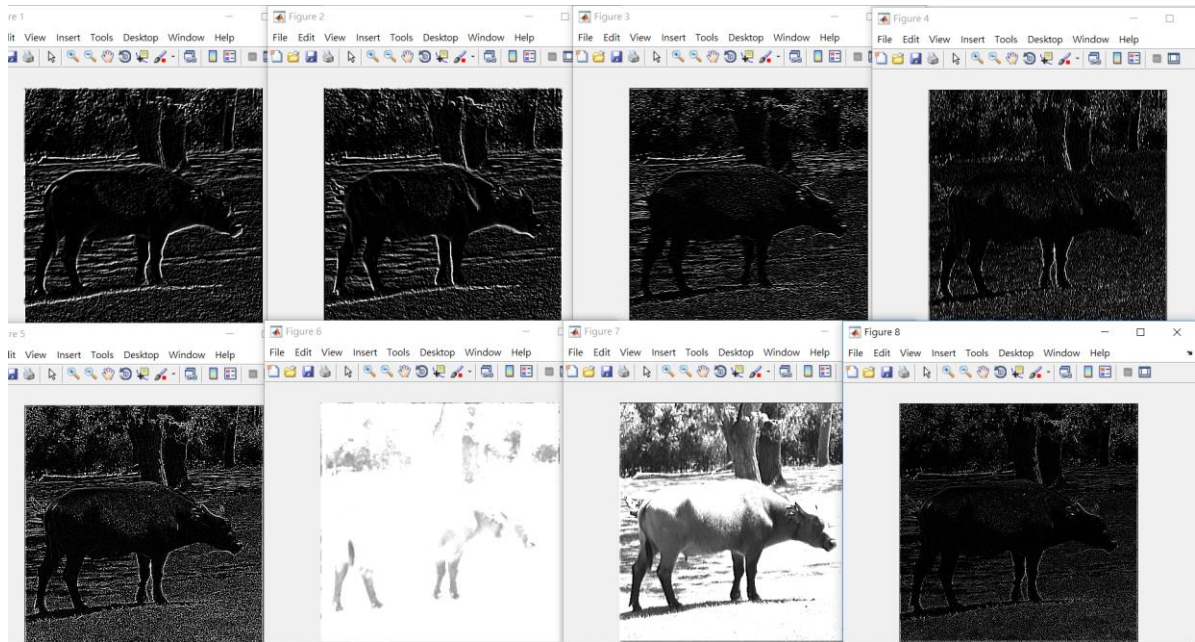 re 1
lit View Insert Tools Desktop Window Help
Figure 2
File Edit View Insert Tools Desktop Window Help
Figure 3
File Edit View Insert Tools Desktop Window Help
Figure 4
File Edit View Insert Tools Desktop Window Help
re 5
lit View Insert Tools Desktop Window Help
Figure 6
File Edit View Insert Tools Desktop Window Help
Figure 7
File Edit View Insert Tools Desktop Window Help
Figure 8
File Edit View Insert Tools Desktop Window Help